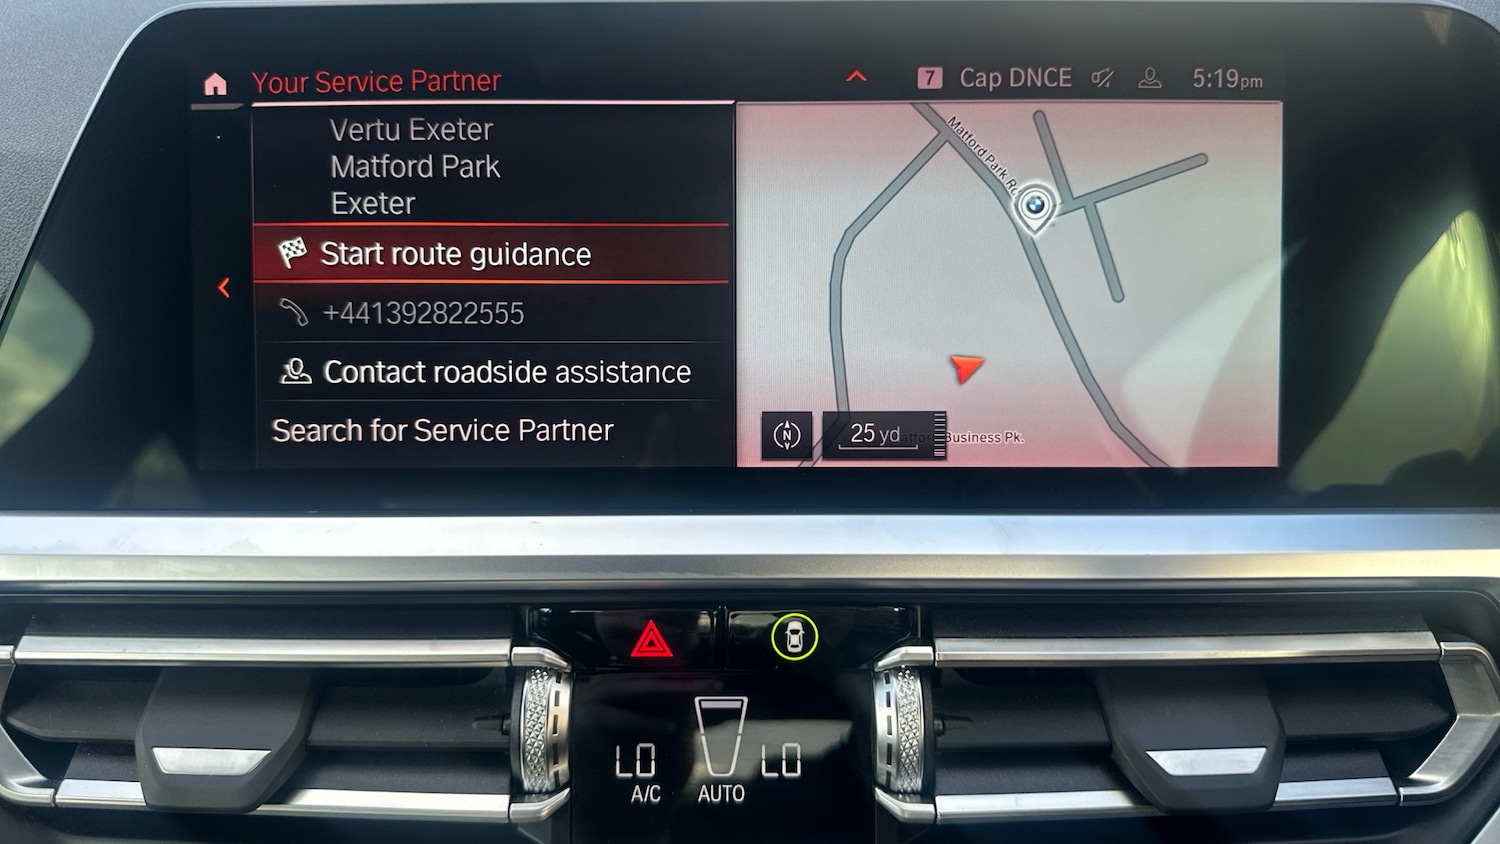 Your Service Partner
7 Cap DNCE 5:19pm
Vertu Exeter
Matford Park
Exeter
Start route guidance
+441392822555
Contact roadside assistance
Search for Service Partner
Matford Park
N
25 yd
Business Pk.
LO LO
A/C AUTO